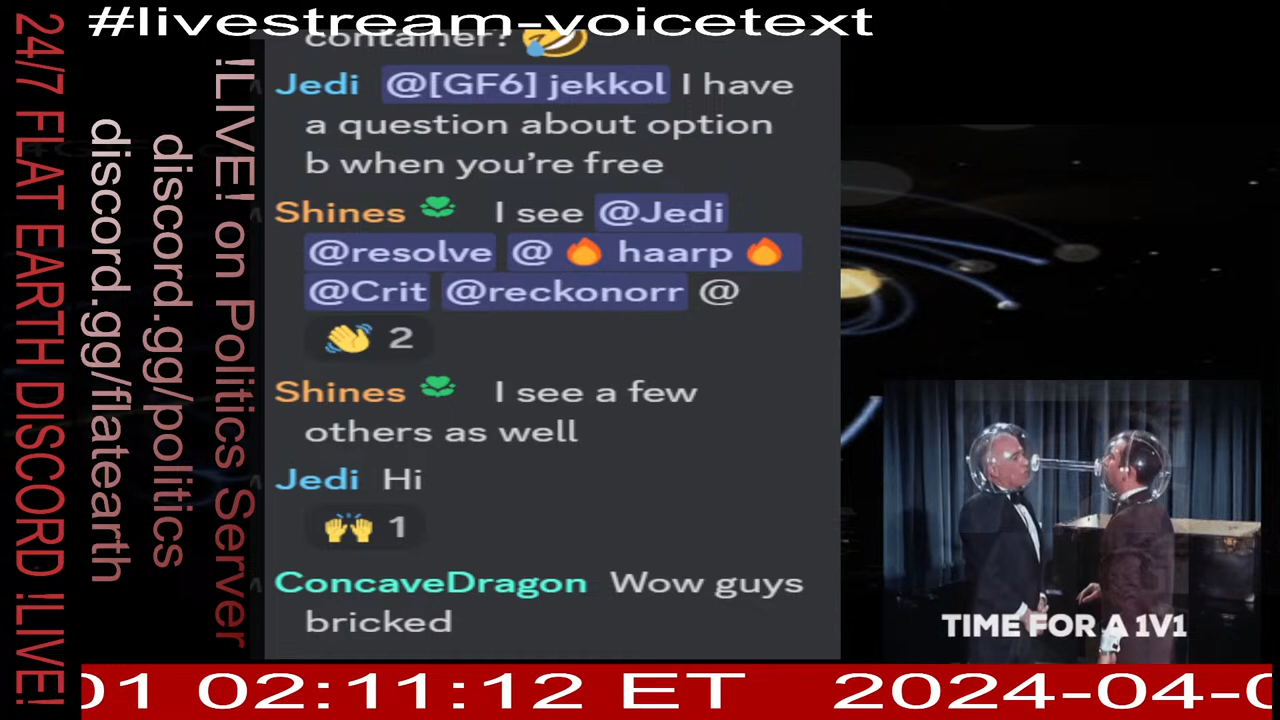 #livestream-voicetext
24/7 FLAT EARTH DISCORD !LIVE!
discord.gg/flatearth
discord.gg/politics
!LIVE! on Politics Server
container? 🤣
Jedi @[GF6] jekkol I have
a question about option
b when you’re free
Shines ☘ I see @Jedi
@resolve @🔥 haarp 🔥
@Crit @reckonorr @
👋 2
Shines ☘ I see a few
others as well
Jedi Hi
🙌 1
ConcaveDragon Wow guys
bricked
TIME FOR A 1V1
01 02:11:12 ET 2024-04-0